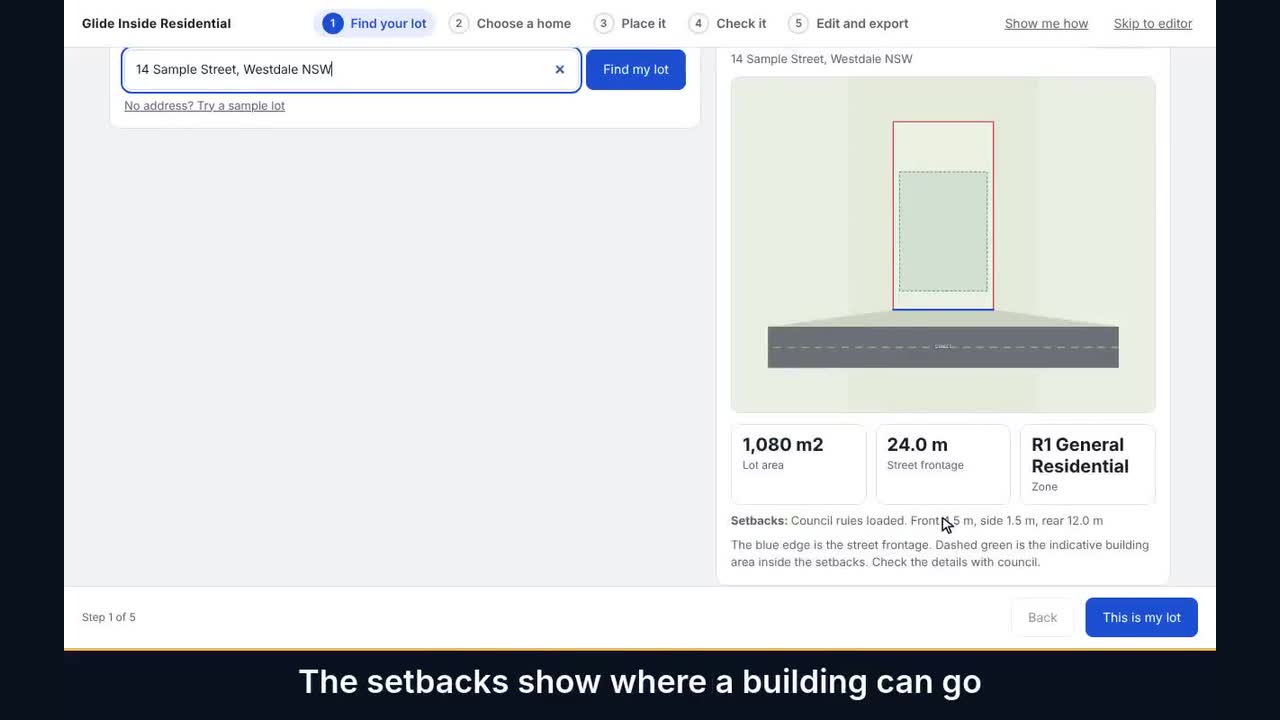 Glide Inside Residential
1 Find your lot
2 Choose a home
3 Place it
4 Check it
5 Edit and export
Show me how
Skip to editor
14 Sample Street, Westdale NSW
Find my lot
No address? Try a sample lot
14 Sample Street, Westdale NSW
1,080 m2
Lot area
24.0 m
Street frontage
R1 General
Residential
Zone
Setbacks: Council rules loaded. Front 4.5 m, side 1.5 m, rear 12.0 m
The blue edge is the street frontage. Dashed green is the indicative building
area inside the setbacks. Check the details with council.
Step 1 of 5
Back
This is my lot
The setbacks show where a building can go